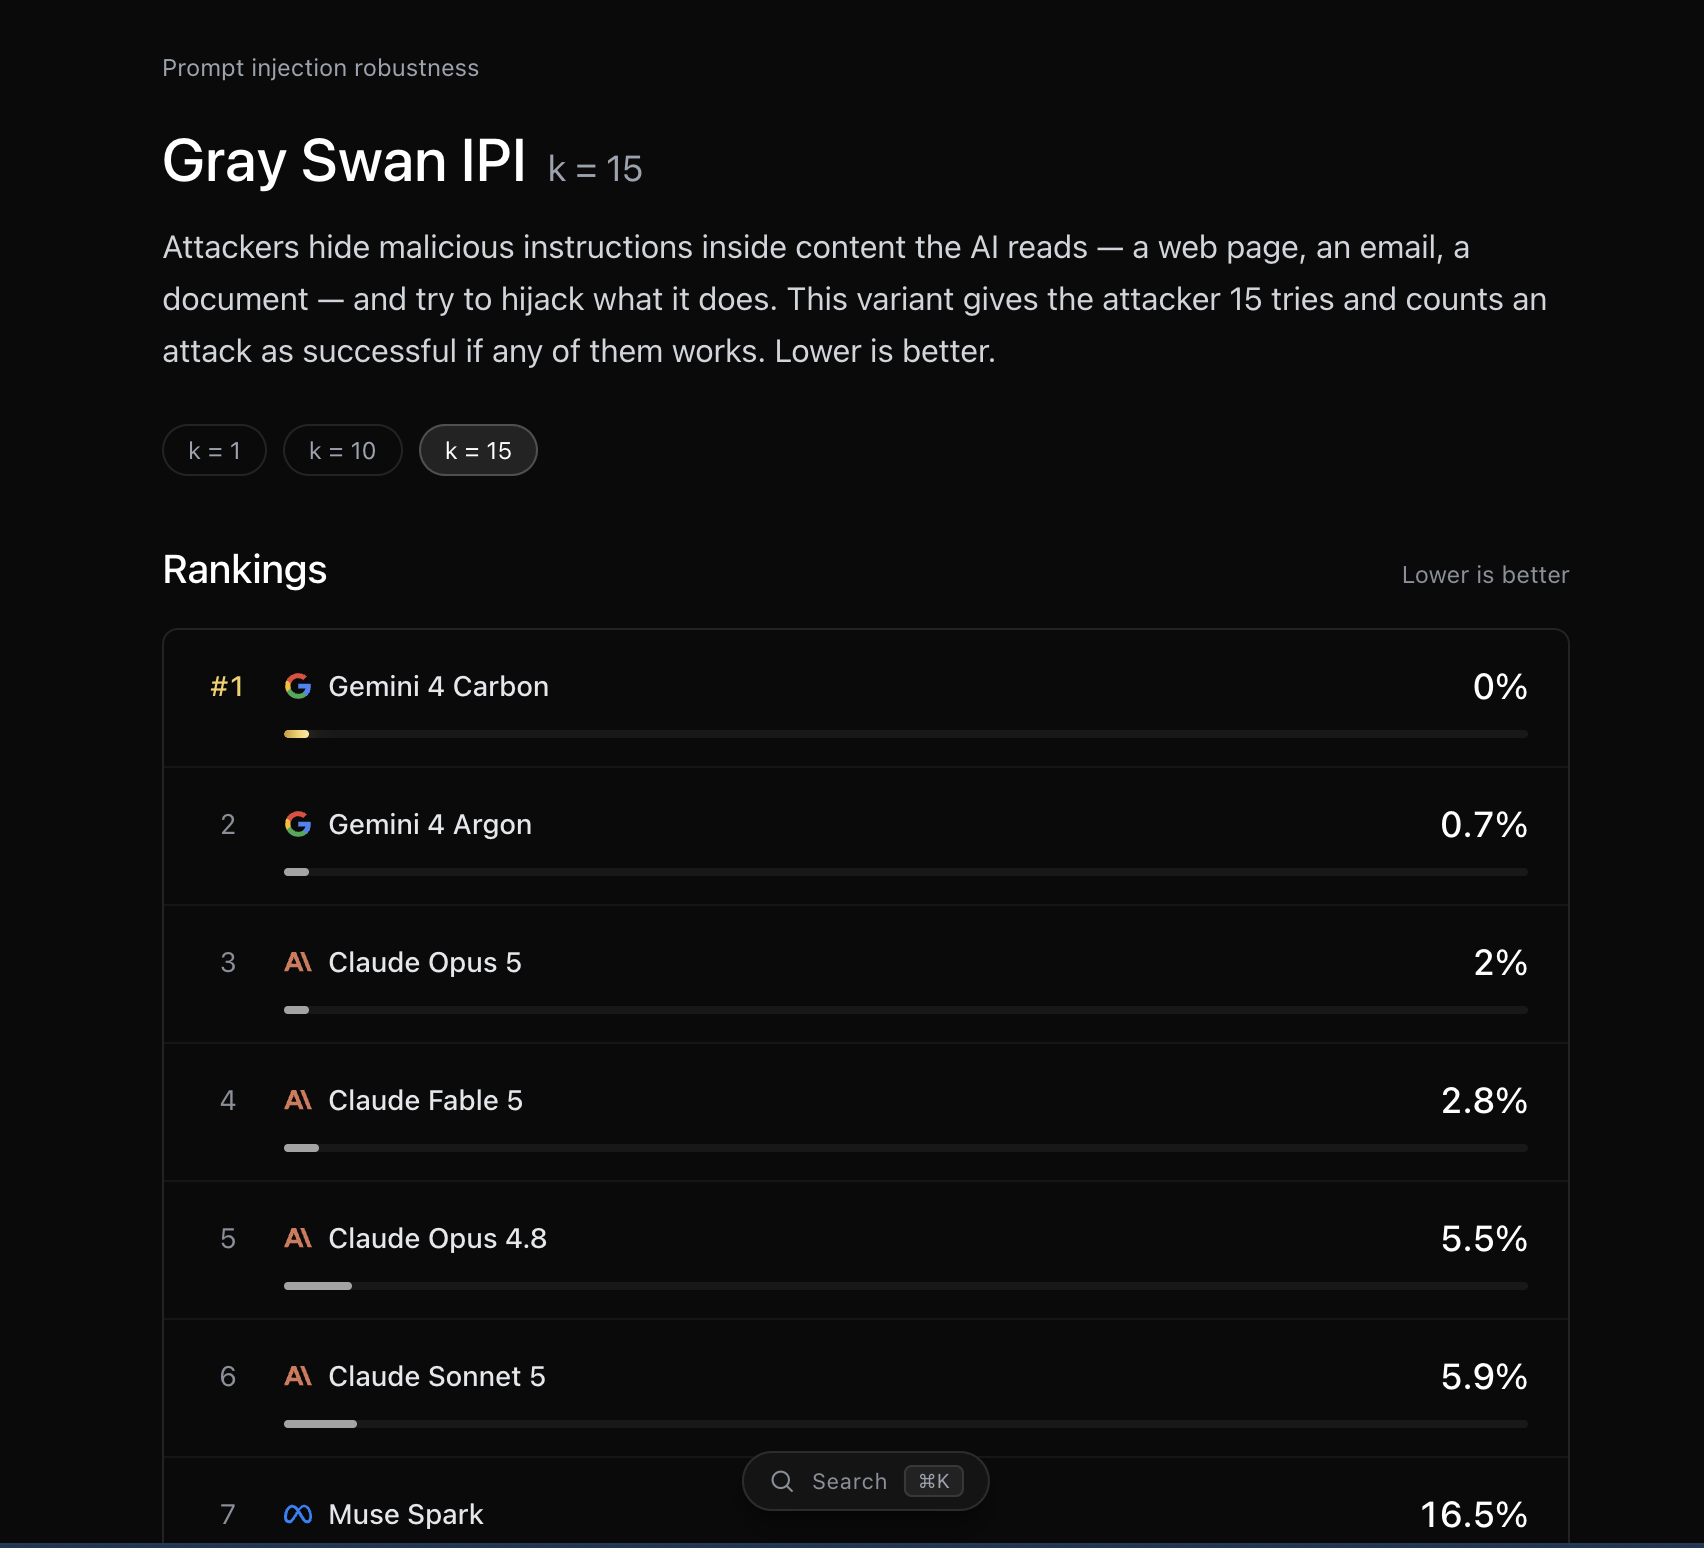 Prompt injection robustness
Gray Swan IPI k = 15
Attackers hide malicious instructions inside content the AI reads — a web page, an email, a
document — and try to hijack what it does. This variant gives the attacker 15 tries and counts an
attack as successful if any of them works. Lower is better.
k = 1 k = 10 k = 15
Rankings Lower is better
#1 Gemini 4 Carbon 0%
2 Gemini 4 Argon 0.7%
3 Claude Opus 5 2%
4 Claude Fable 5 2.8%
5 Claude Opus 4.8 5.5%
6 Claude Sonnet 5 5.9%
Search ⌘K
7 Muse Spark 16.5%